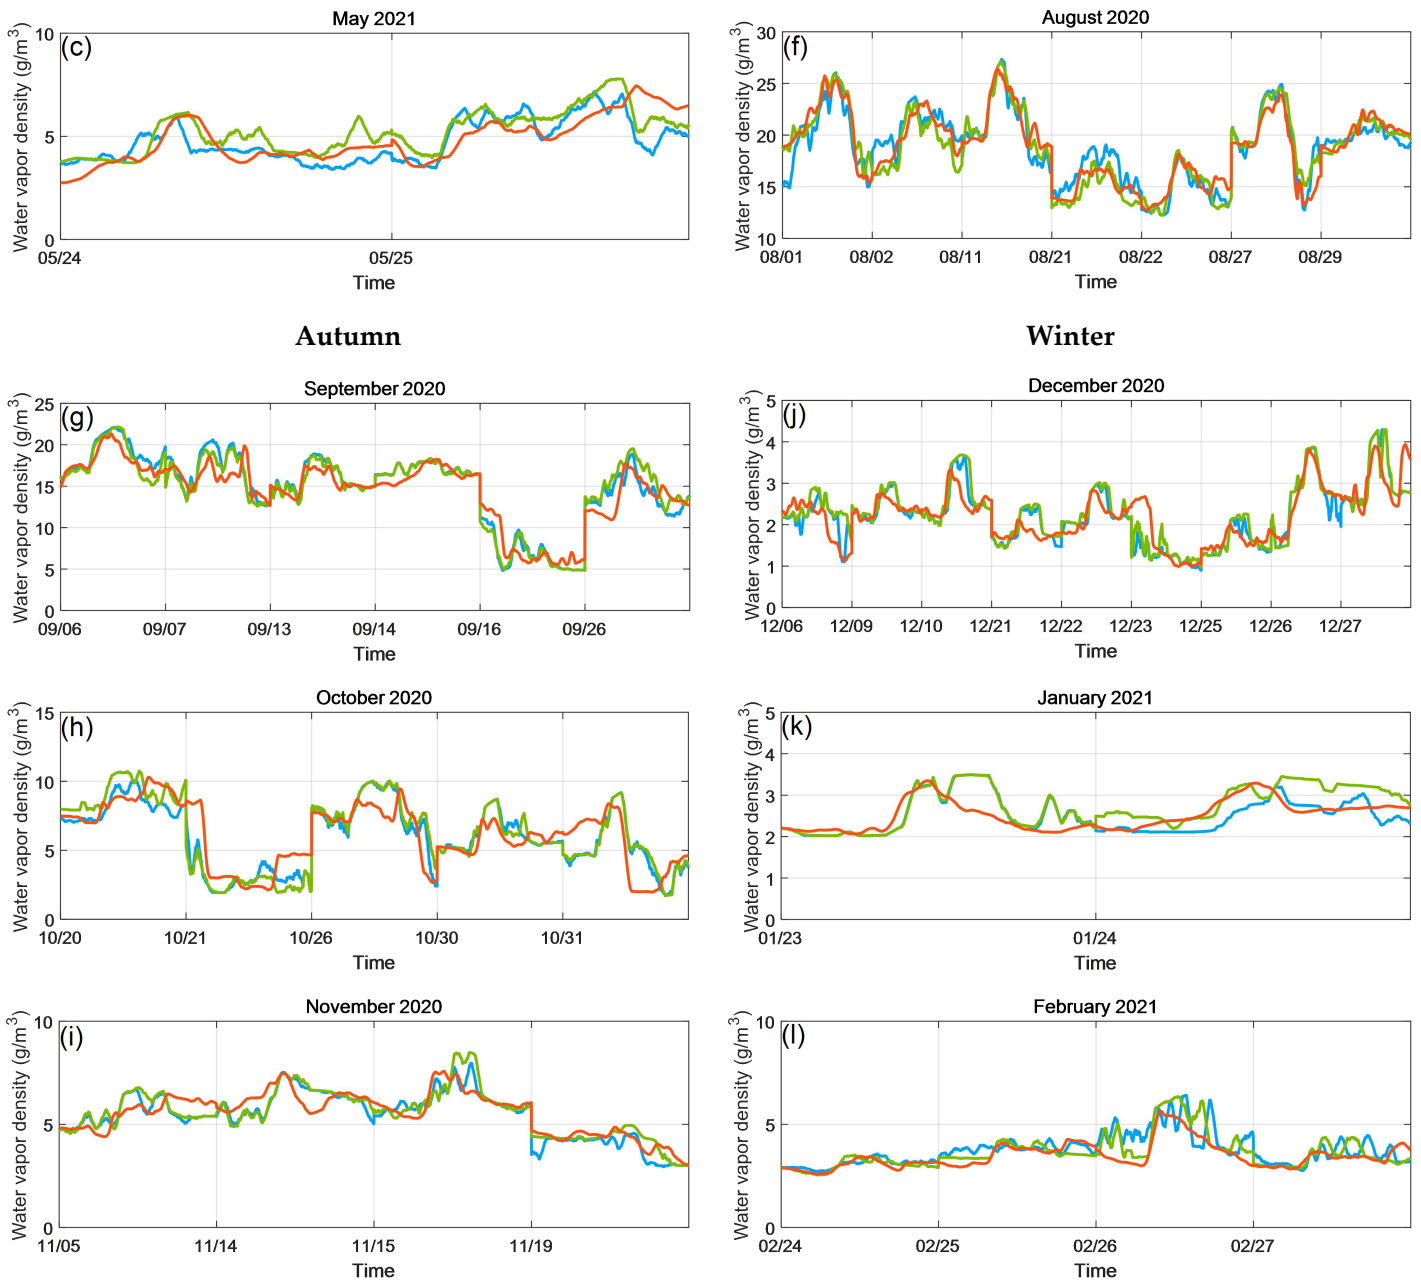 May 2021
August 2020
(c)
Water vapor density (g/m³)
10
5
0
05/24
05/25
Time
(f)
Water vapor density (g/m³)
30
25
20
15
10
08/01
08/02
08/11
08/21
08/22
08/27
08/29
Time
Autumn
Winter
September 2020
(g)
Water vapor density (g/m³)
25
20
15
10
5
0
09/06
09/07
09/13
09/14
09/16
09/26
Time
December 2020
(j)
Water vapor density (g/m³)
5
4
3
2
1
0
12/06
12/09
12/10
12/21
12/22
12/23
12/25
12/26
12/27
Time
October 2020
(h)
Water vapor density (g/m³)
15
10
5
0
10/20
10/21
10/26
10/30
10/31
Time
January 2021
(k)
Water vapor density (g/m³)
5
4
3
2
1
0
01/23
01/24
Time
November 2020
(i)
Water vapor density (g/m³)
10
5
0
11/05
11/14
11/15
11/19
Time
February 2021
(l)
Water vapor density (g/m³)
10
5
0
02/24
02/25
02/26
02/27
Time